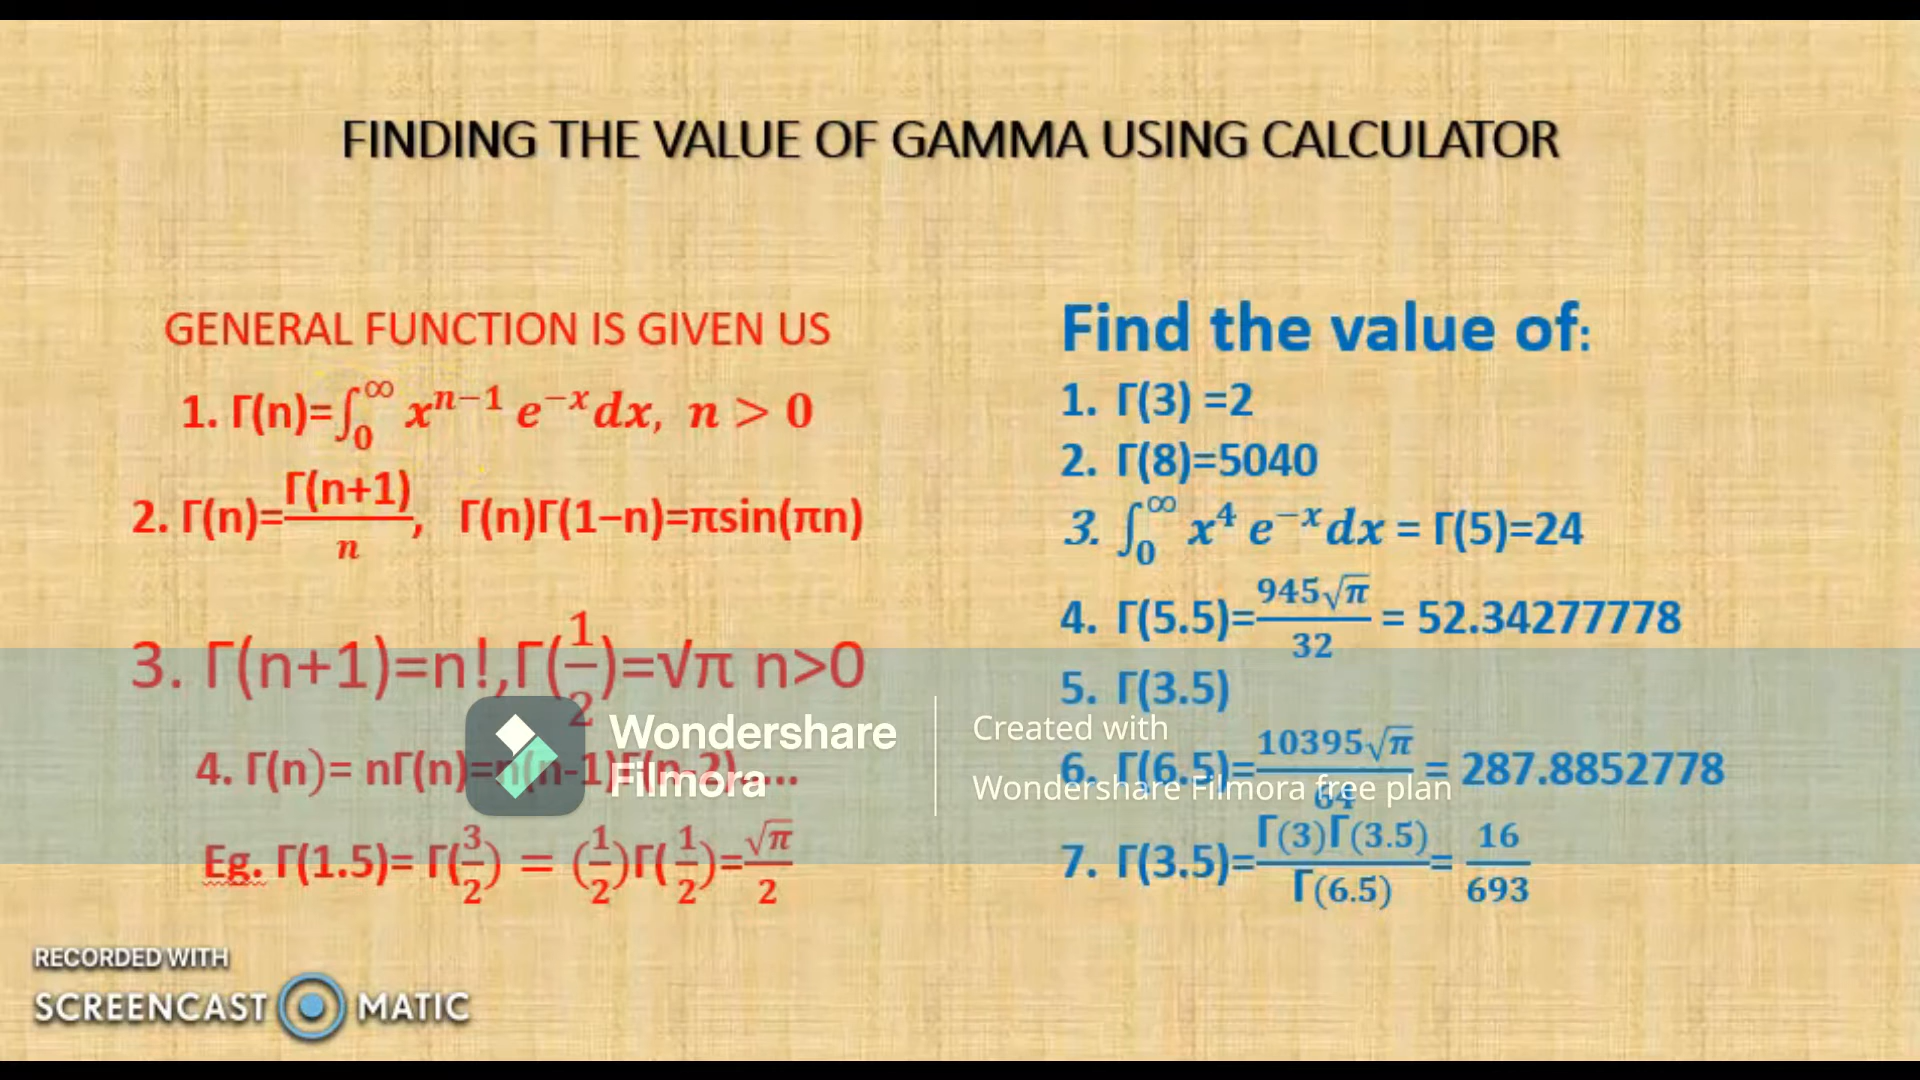 FINDING THE VALUE OF GAMMA USING CALCULATOR
GENERAL FUNCTION IS GIVEN US
1. Γ(n)=∫₀^∞ x^{n−1} e^{−x} dx, n > 0
2. Γ(n)=Γ(n+1)/n, Γ(n)Γ(1−n)=πsin(πn)
3. Γ(n+1)=n!,Γ(1/2)=√π n>0
4. Γ(n)= nΓ(n)=n(n-1)Γ(n-2).....
Eg. Γ(1.5)= Γ(3/2) = (1/2)Γ(1/2)=√π/2
Find the value of:
1. Γ(3) =2
2. Γ(8)=5040
3. ∫₀^∞ x⁴ e^{−x} dx = Γ(5)=24
4. Γ(5.5)=945√π/32 = 52.34277778
5. Γ(3.5)
6. Γ(6.5)=10395√π/64 = 287.8852778
7. Γ(3.5)=Γ(3)Γ(3.5)/Γ(6.5)= 16/693
Wondershare
Filmora
Created with
Wondershare Filmora free plan
RECORDED WITH
SCREENCAST MATIC